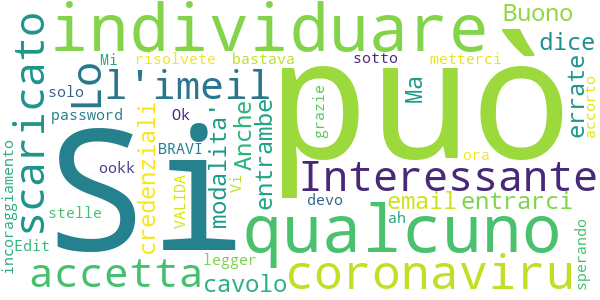 individuare
Buono
può
dice
scaricato
Lo
l'imeil
Mi
risolvete
bastava
sotto
metterci
Ma
errate
accorto
solo
password
Ok
grazie
credenziali
VALIDA
modalita'
Anche
entrambe
BRAVI
ookk
Si
Vi
ora
Interessante
incoraggiamento
stelle
Edit
devo
email
entrarci
ah
qualcuno
sperando
accetta
legger
cavolo
coronaviru